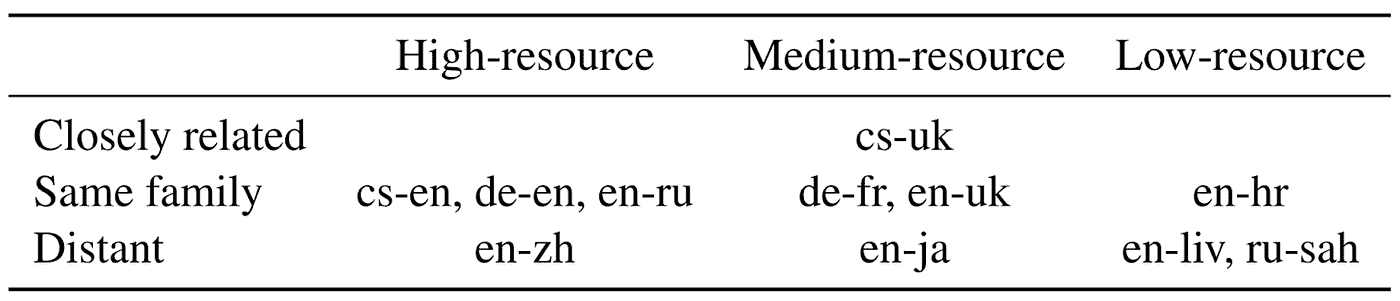 High-resource Medium-resource Low-resource
Closely related cs-uk
Same family cs-en, de-en, en-ru de-fr, en-uk en-hr
Distant en-zh en-ja en-liv, ru-sah